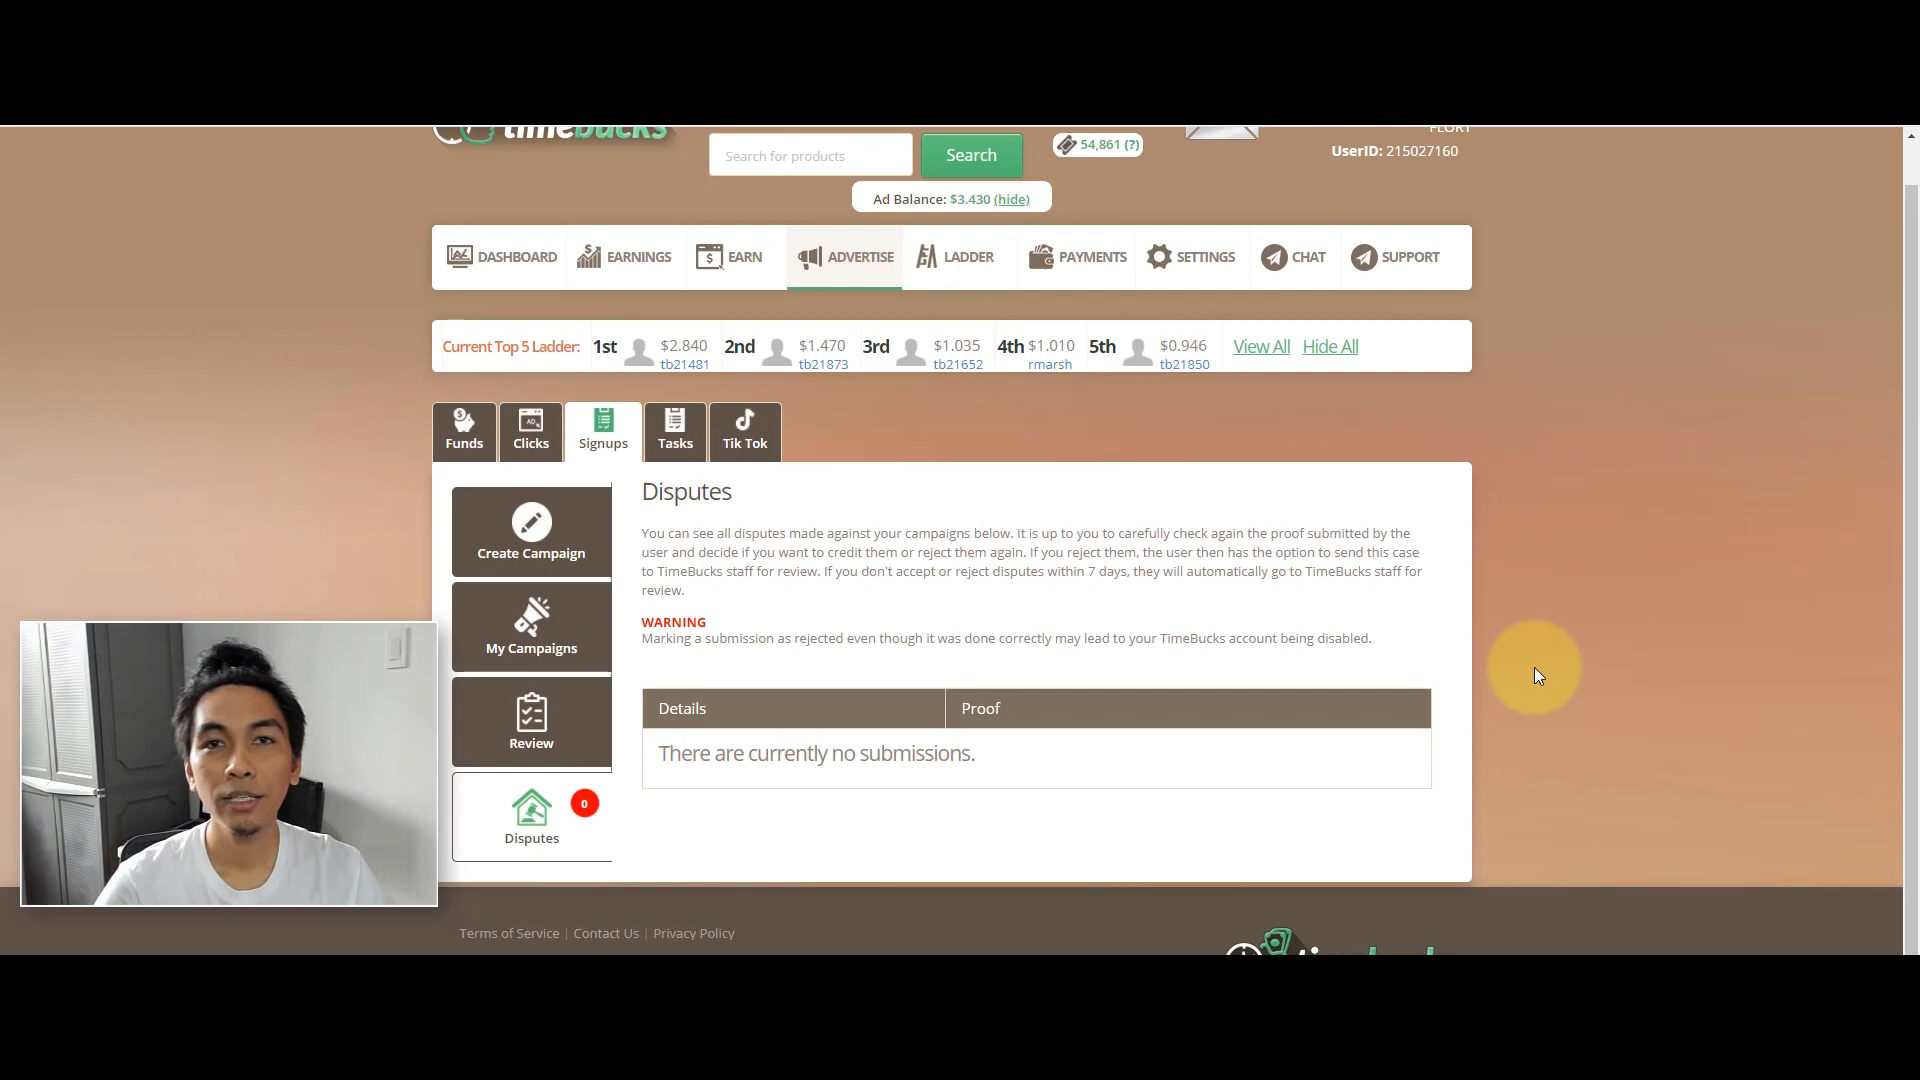 timebucks
FLORY
Search for products
Search
54,861 (?)
UserID: 215027160
Ad Balance: $3.430 (hide)
DASHBOARD EARNINGS EARN ADVERTISE LADDER PAYMENTS SETTINGS CHAT SUPPORT
Current Top 5 Ladder: 1st $2.840 2nd $1.470 3rd $1.035 4th $1.010 5th $0.946 View All Hide All
tb21481 tb21873 tb21652 rmarsh tb21850
Funds Clicks Signups Tasks Tik Tok
Disputes
You can see all disputes made against your campaigns below. It is up to you to carefully check again the proof submitted by the
user and decide if you want to credit them or reject them again. If you reject them, the user then has the option to send this case
to TimeBucks staff for review. If you don't accept or reject disputes within 7 days, they will automatically go to TimeBucks staff for
review.
WARNING
Marking a submission as rejected even though it was done correctly may lead to your TimeBucks account being disabled.
Create Campaign
My Campaigns
Review
0
Disputes
Details Proof
There are currently no submissions.
Terms of Service | Contact Us | Privacy Policy